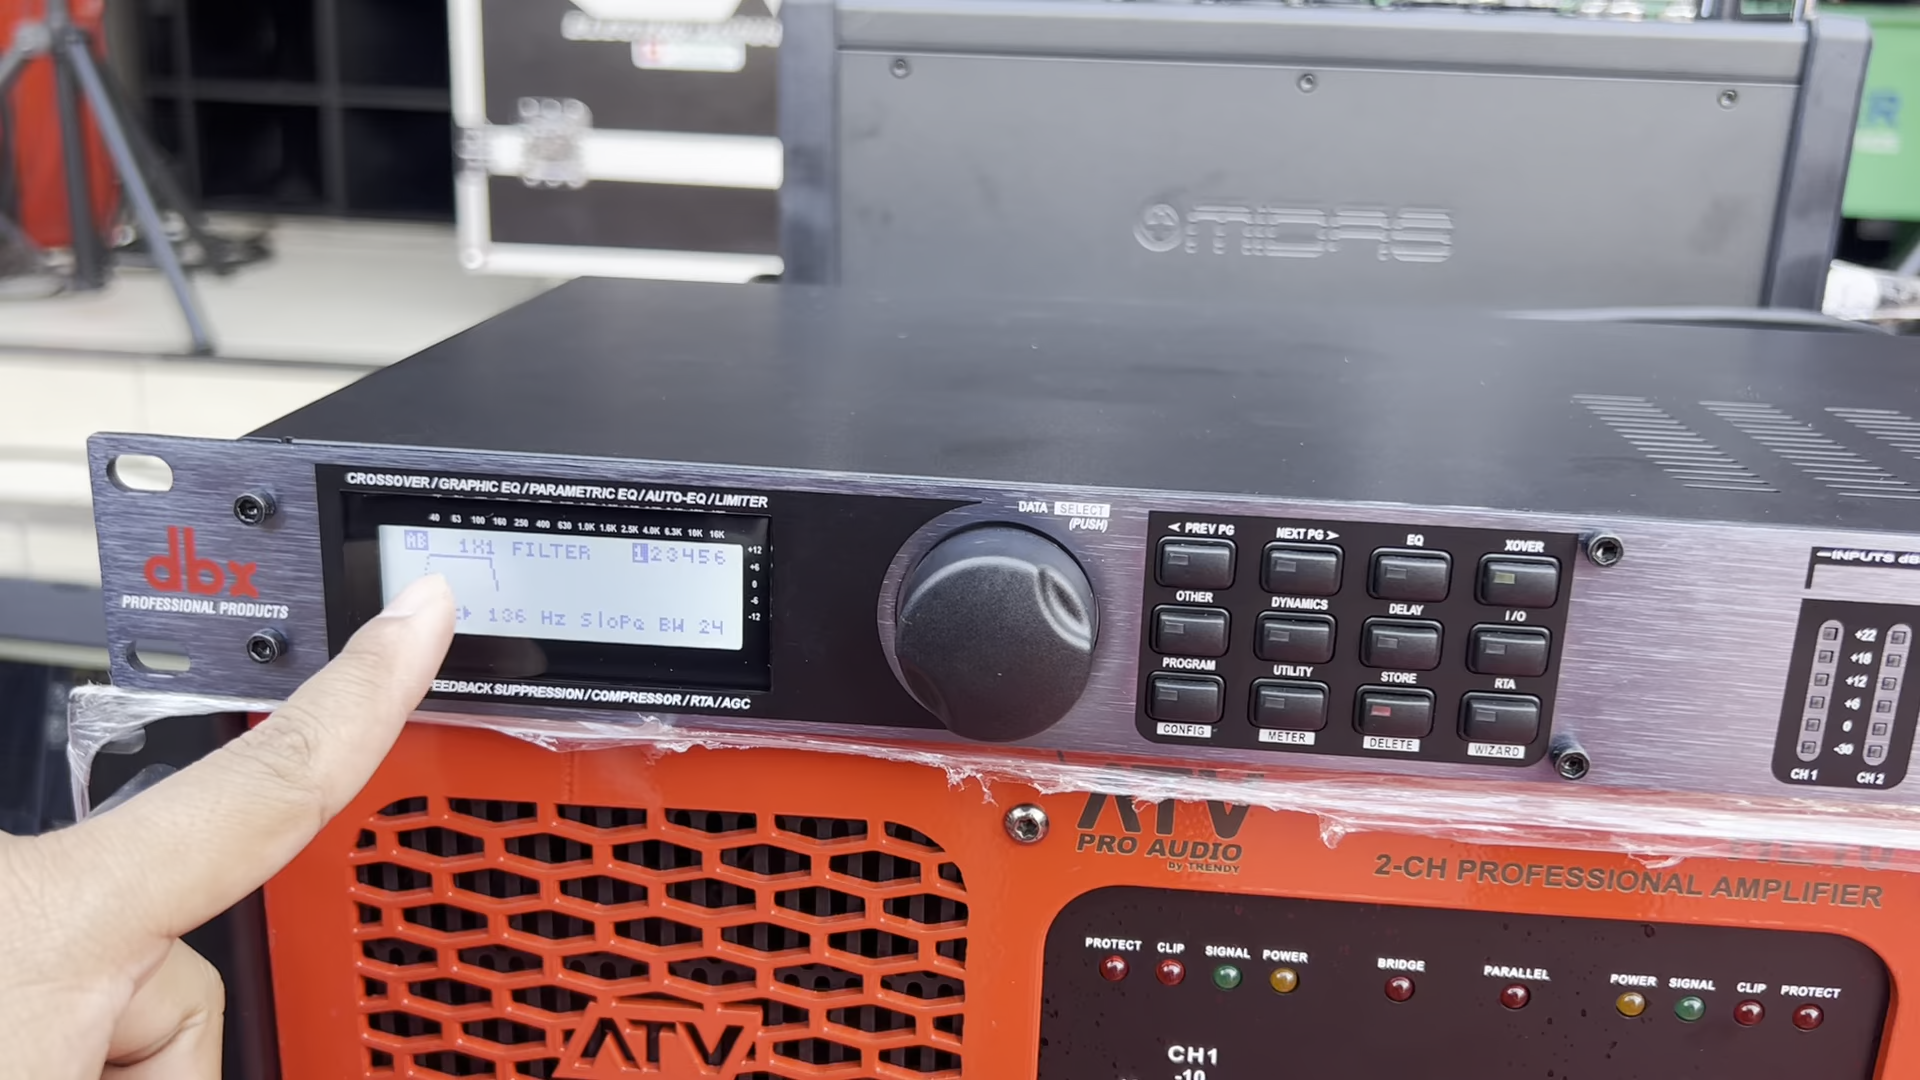 MIDAS
CROSSOVER / GRAPHIC EQ / PARAMETRIC EQ / AUTO-EQ / LIMITER
40 63 100 160 250 400 630 1.0K 1.6K 2.5K 4.0K 6.3K 10K 16K
AB 1X1 FILTER 123456
136 Hz Slope BW 24
+12
+6
0
-6
-12
dbx
PROFESSIONAL PRODUCTS
EEDBACK SUPPRESSION / COMPRESSOR / RTA / AGC
DATA SELECT
(PUSH)
< PREV PG NEXT PG > EQ XOVER
OTHER DYNAMICS DELAY I/O
PROGRAM UTILITY STORE RTA
CONFIG METER DELETE WIZARD
INPUTS dB
+22
+18
+12
+6
0
-30
CH 1 CH 2
ATV
PRO AUDIO
by TRENDY
2-CH PROFESSIONAL AMPLIFIER
PROTECT CLIP SIGNAL POWER BRIDGE PARALLEL POWER SIGNAL CLIP PROTECT
ATV
CH1
-10